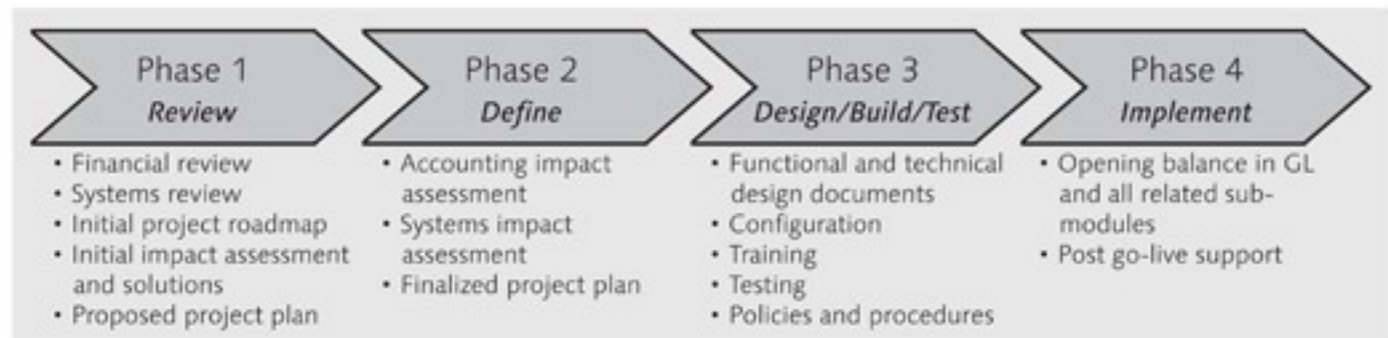 Phase 1
Review
• Financial review
• Systems review
• Initial project roadmap
• Initial impact assessment
and solutions
• Proposed project plan
Phase 2
Define
• Accounting impact
assessment
• Systems impact
assessment
• Finalized project plan
Phase 3
Design/Build/Test
• Functional and technical
design documents
• Configuration
• Training
• Testing
• Policies and procedures
Phase 4
Implement
• Opening balance in GL
and all related sub-
modules
• Post go-live support